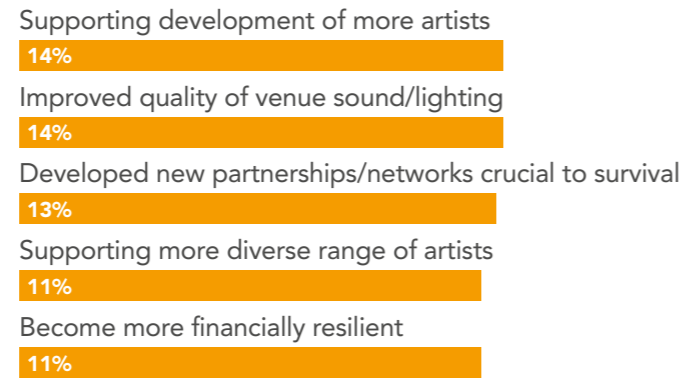 Supporting development of more artists
14%
Improved quality of venue sound/lighting
14%
Developed new partnerships/networks crucial to survival
13%
Supporting more diverse range of artists
11%
Become more financially resilient
11%